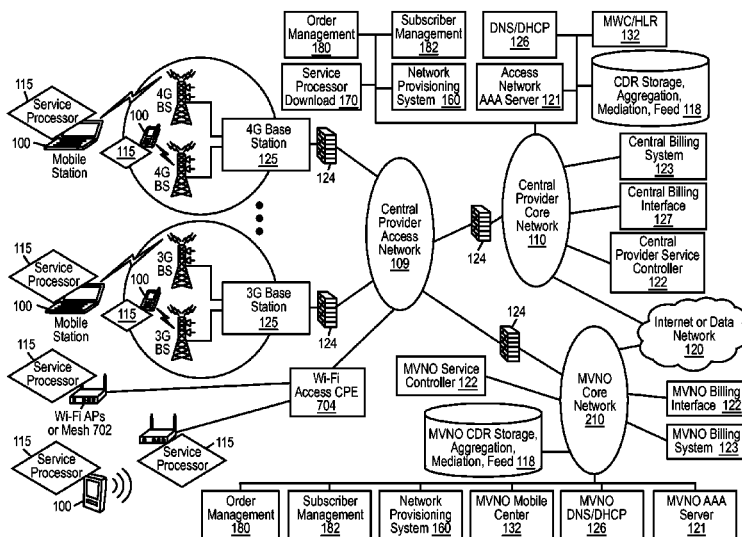 Order
Management
180
Subscriber
Management
182
DNS/DHCP
126
MWC/HLR
132
Service
Processor
Download 170
Network
Provisioning
System 160
Access
Network
AAA Server 121
CDR Storage,
Aggregation,
Mediation, Feed 118
115
Service
Processor
100
Mobile
Station
4G
BS
100
115
4G
BS
4G Base
Station
125
124
Central
Provider
Access
Network
109
124
Central
Provider
Core
Network
110
Central Billing
System
123
Central Billing
Interface
127
Central
Provider Service
Controller
122
115
Service
Processor
100
Mobile
Station
3G
BS
100
115
3G
BS
3G Base
Station
125
124
124
Internet or Data
Network
120
115
Service
Processor
Wi-Fi APs
or Mesh 702
Wi-Fi
Access CPE
704
MVNO Service
Controller 122
MVNO
Core
Network
210
MVNO Billing
Interface 122
MVNO Billing
System 123
115
Service
Processor
100
115
Service
Processor
MVNO CDR Storage,
Aggregation,
Mediation, Feed 118
Order
Management
180
Subscriber
Management
182
Network
Provisioning
System 160
MVNO Mobile
Center
132
MVNO
DNS/DHCP
126
MVNO AAA
Server
121